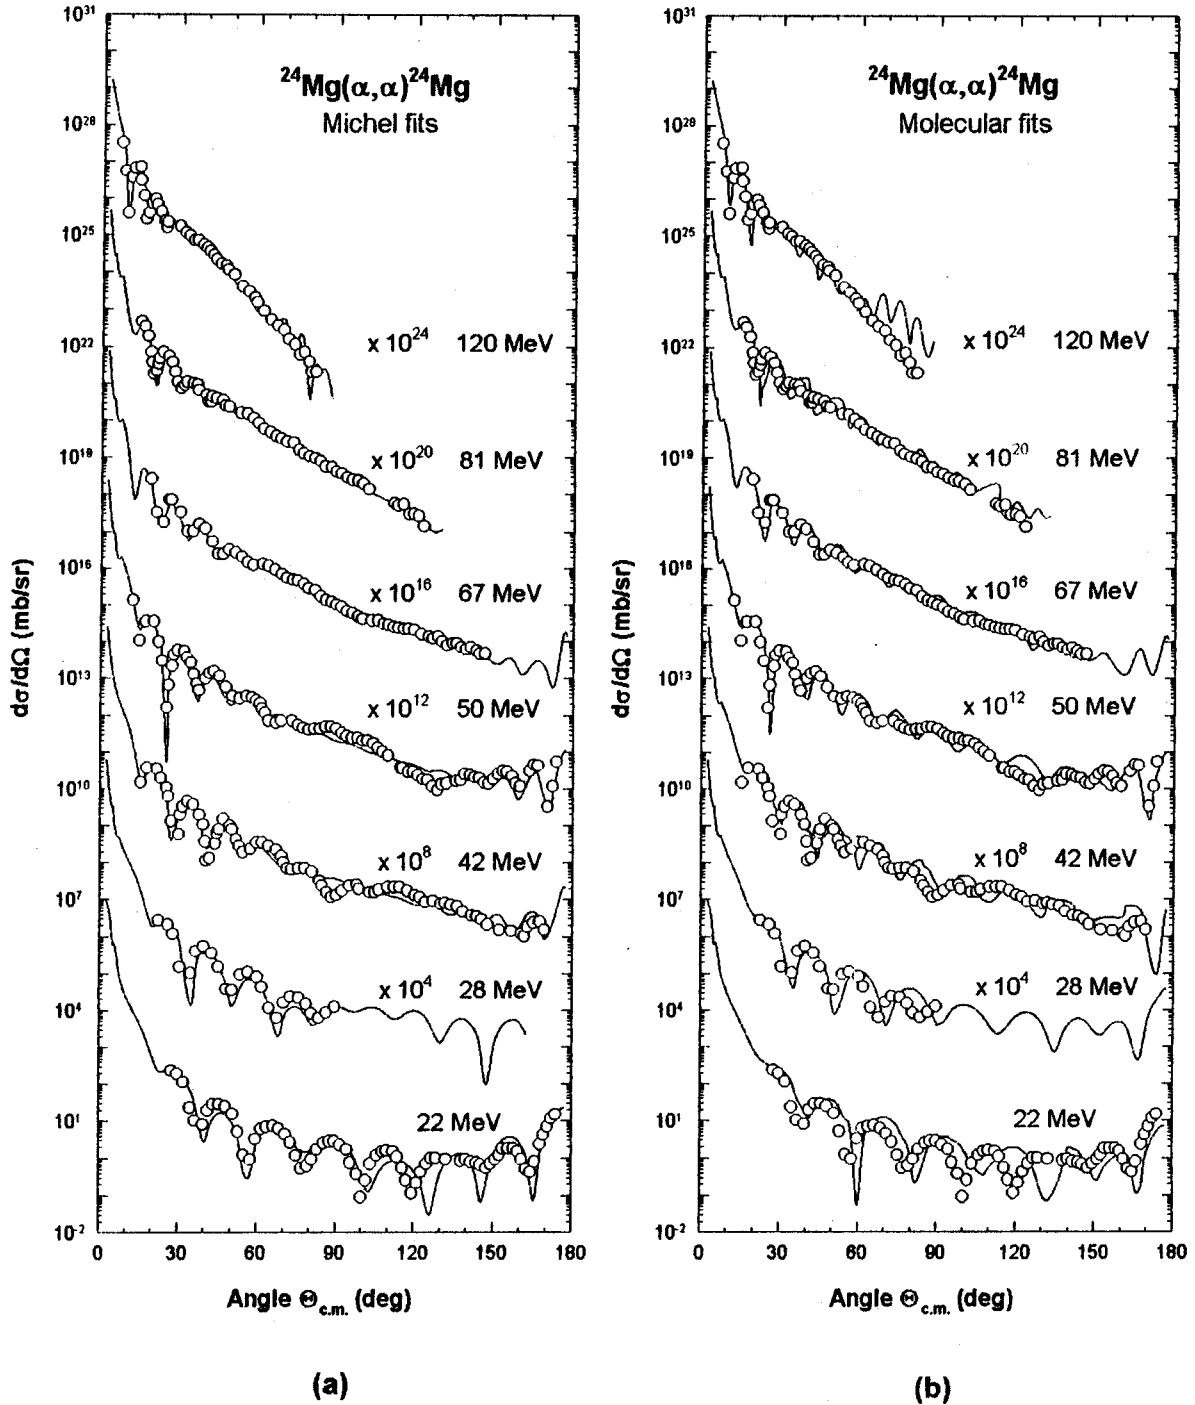 10³¹
²⁴Mg(α,α)²⁴Mg
Michel fits
10²⁸
10²⁵
x 10²⁴ 120 MeV
10²²
x 10²⁰ 81 MeV
10¹⁹
x 10¹⁶ 67 MeV
10¹⁶
x 10¹² 50 MeV
10¹³
x 10⁸ 42 MeV
10¹⁰
x 10⁴ 28 MeV
10⁷
22 MeV
10⁴
10¹
10⁻²
dσ/dΩ (mb/sr)
0 30 60 90 120 150 180
Angle Θc.m. (deg)
(a)
10³¹
²⁴Mg(α,α)²⁴Mg
Molecular fits
10²⁸
10²⁵
x 10²⁴ 120 MeV
10²²
x 10²⁰ 81 MeV
10¹⁹
x 10¹⁶ 67 MeV
10¹⁶
x 10¹² 50 MeV
10¹³
x 10⁸ 42 MeV
10¹⁰
x 10⁴ 28 MeV
10⁷
22 MeV
10⁴
10¹
10⁻²
dσ/dΩ (mb/sr)
0 30 60 90 120 150 180
Angle Θc.m. (deg)
(b)